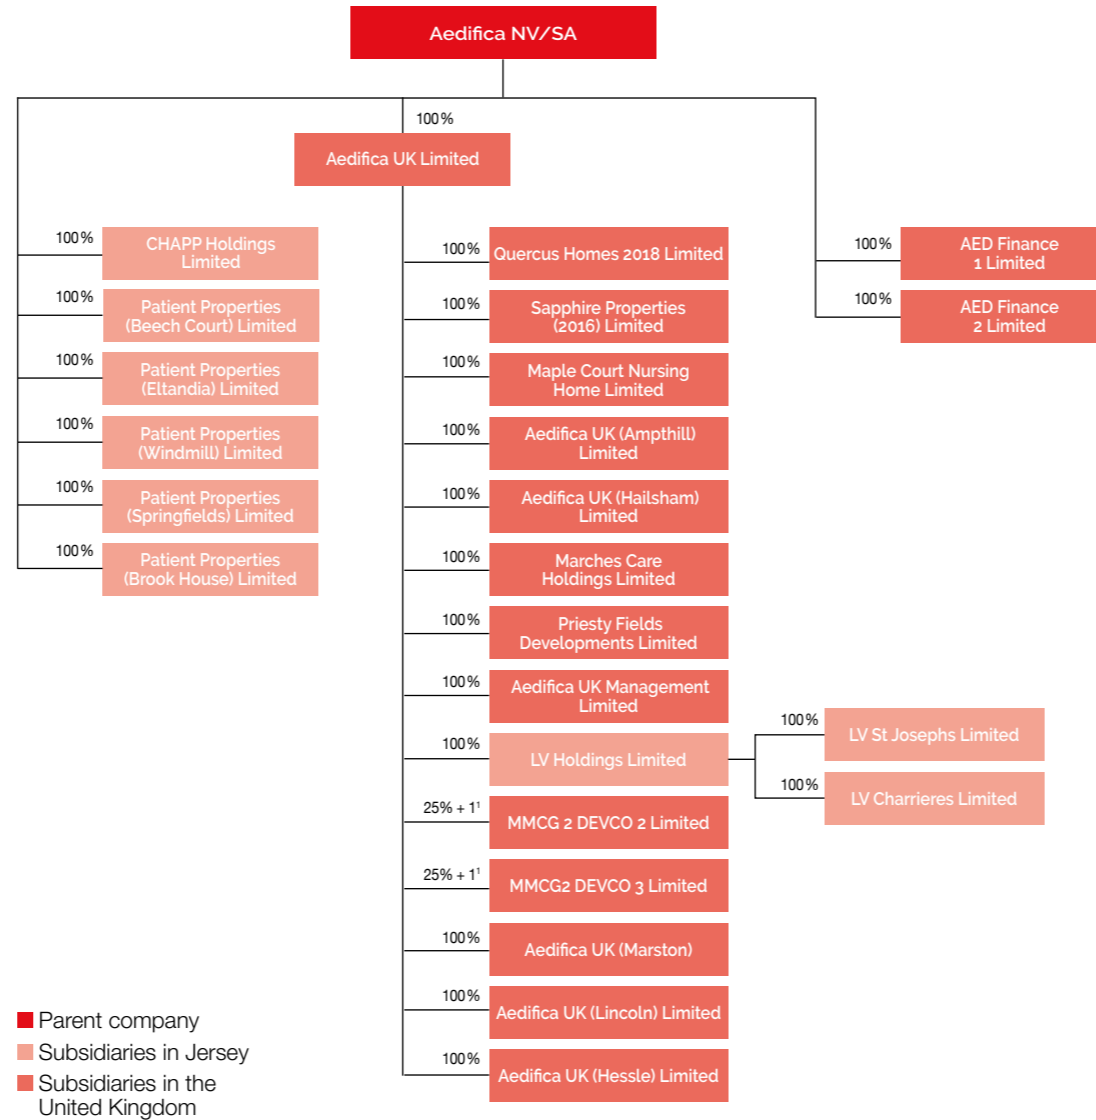 Aedifica NV/SA
100%
Aedifica UK Limited
100%
CHAPP Holdings
Limited
100%
Patient Properties
(Beech Court) Limited
100%
Patient Properties
(Eltandia) Limited
100%
Patient Properties
(Windmill) Limited
100%
Patient Properties
(Springfields) Limited
100%
Patient Properties
(Brook House) Limited
100%
Quercus Homes 2018 Limited
100%
Sapphire Properties
(2016) Limited
100%
Maple Court Nursing
Home Limited
100%
Aedifica UK (Ampthill)
Limited
100%
Aedifica UK (Hailsham)
Limited
100%
Marches Care
Holdings Limited
100%
Priesty Fields
Developments Limited
100%
Aedifica UK Management
Limited
100%
LV Holdings Limited
100%
LV St Josephs Limited
100%
LV Charrieres Limited
25% + 1¹
MMCG 2 DEVCO 2 Limited
25% + 1¹
MMCG2 DEVCO 3 Limited
100%
Aedifica UK (Marston)
100%
Aedifica UK (Lincoln) Limited
100%
Aedifica UK (Hessle) Limited
100%
AED Finance
1 Limited
100%
AED Finance
2 Limited
Parent company
Subsidiaries in Jersey
Subsidiaries in the
United Kingdom